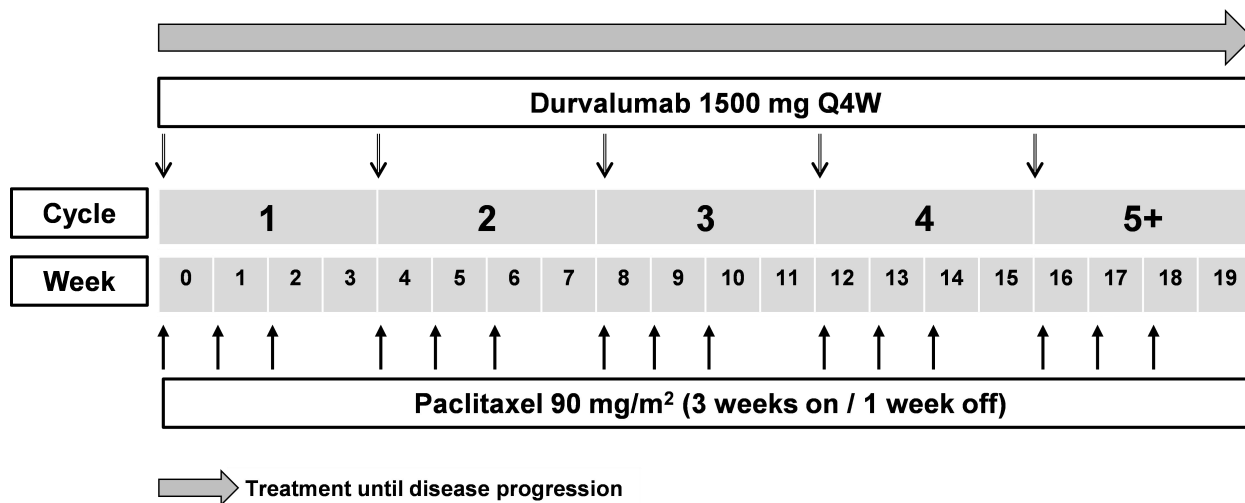 Durvalumab 1500 mg Q4W
Cycle 1 2 3 4 5+
Week 0 1 2 3 4 5 6 7 8 9 10 11 12 13 14 15 16 17 18 19
Paclitaxel 90 mg/m² (3 weeks on / 1 week off)
Treatment until disease progression